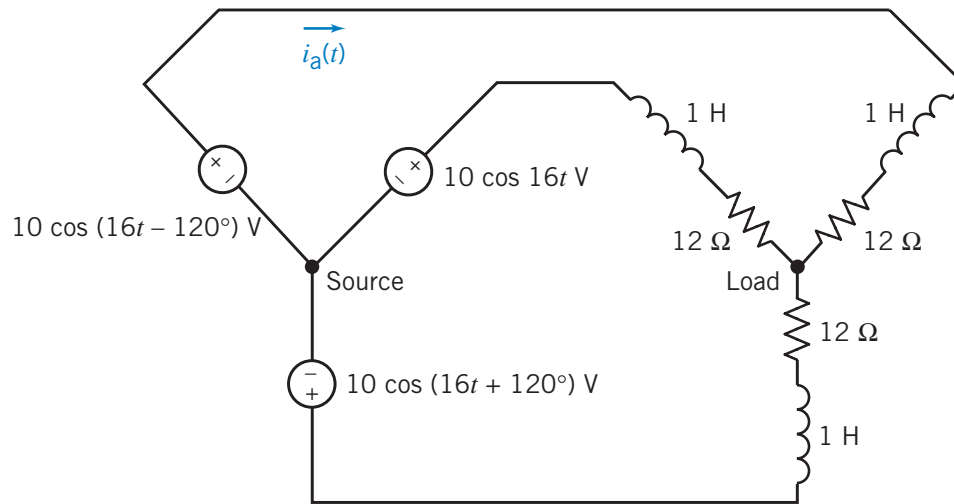 iₐ(t)
1 H
1 H
10 cos 16t V
10 cos (16t – 120°) V
12 Ω
12 Ω
Source
Load
12 Ω
10 cos (16t + 120°) V
1 H